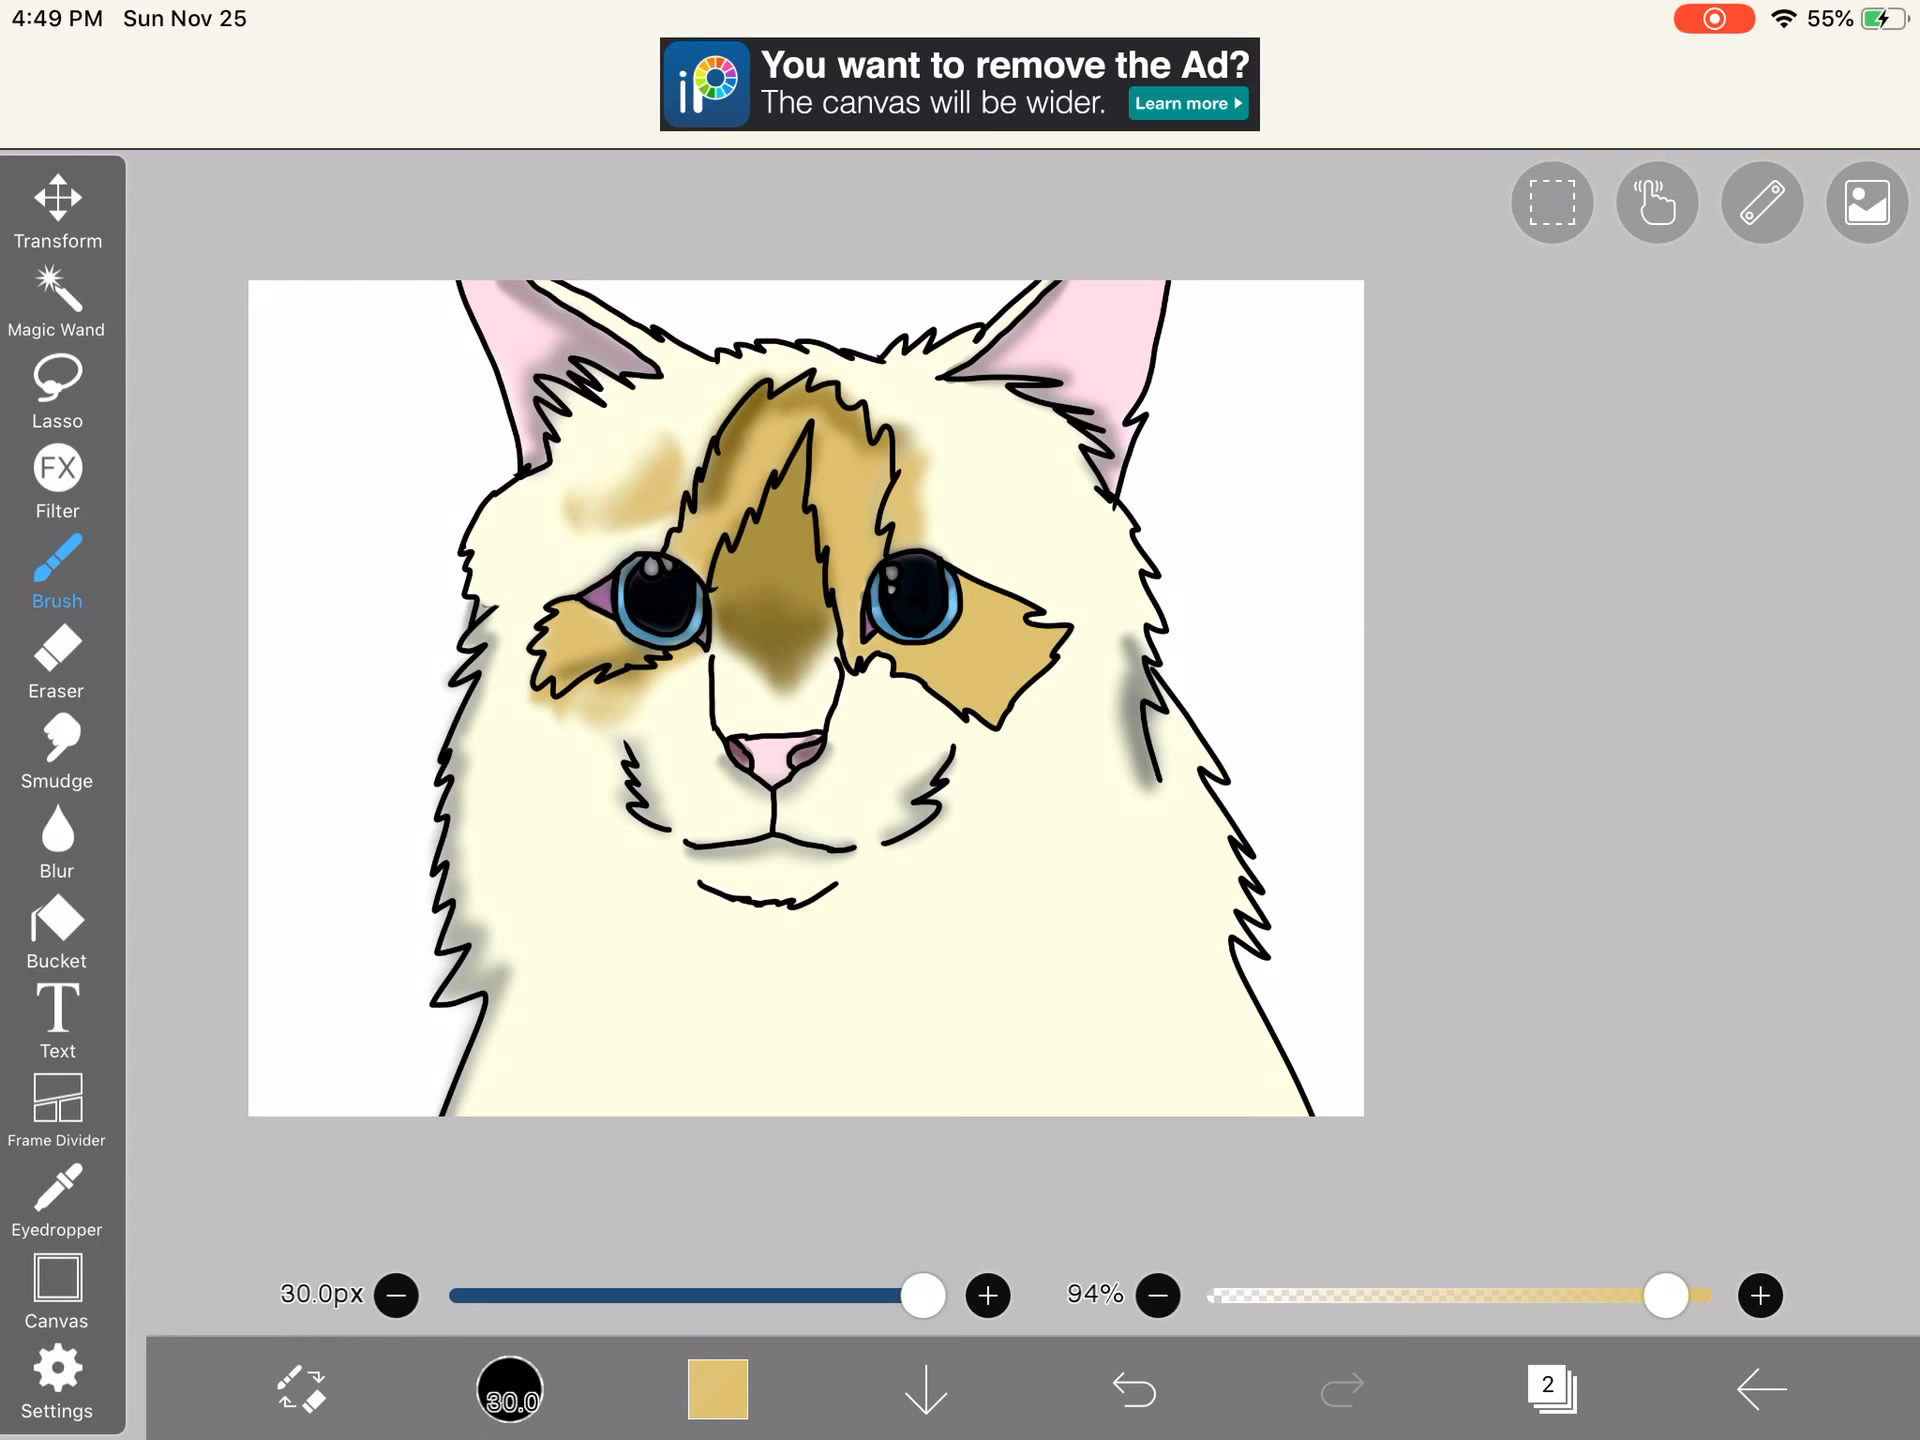 4:49 PM Sun Nov 25
55%
iP
You want to remove the Ad?
The canvas will be wider.
Learn more
Transform
Magic Wand
Lasso
FX
Filter
Brush
Eraser
Smudge
Blur
Bucket
T
Text
Frame Divider
Eyedropper
Canvas
Settings
30.0px
94%
30.0
2